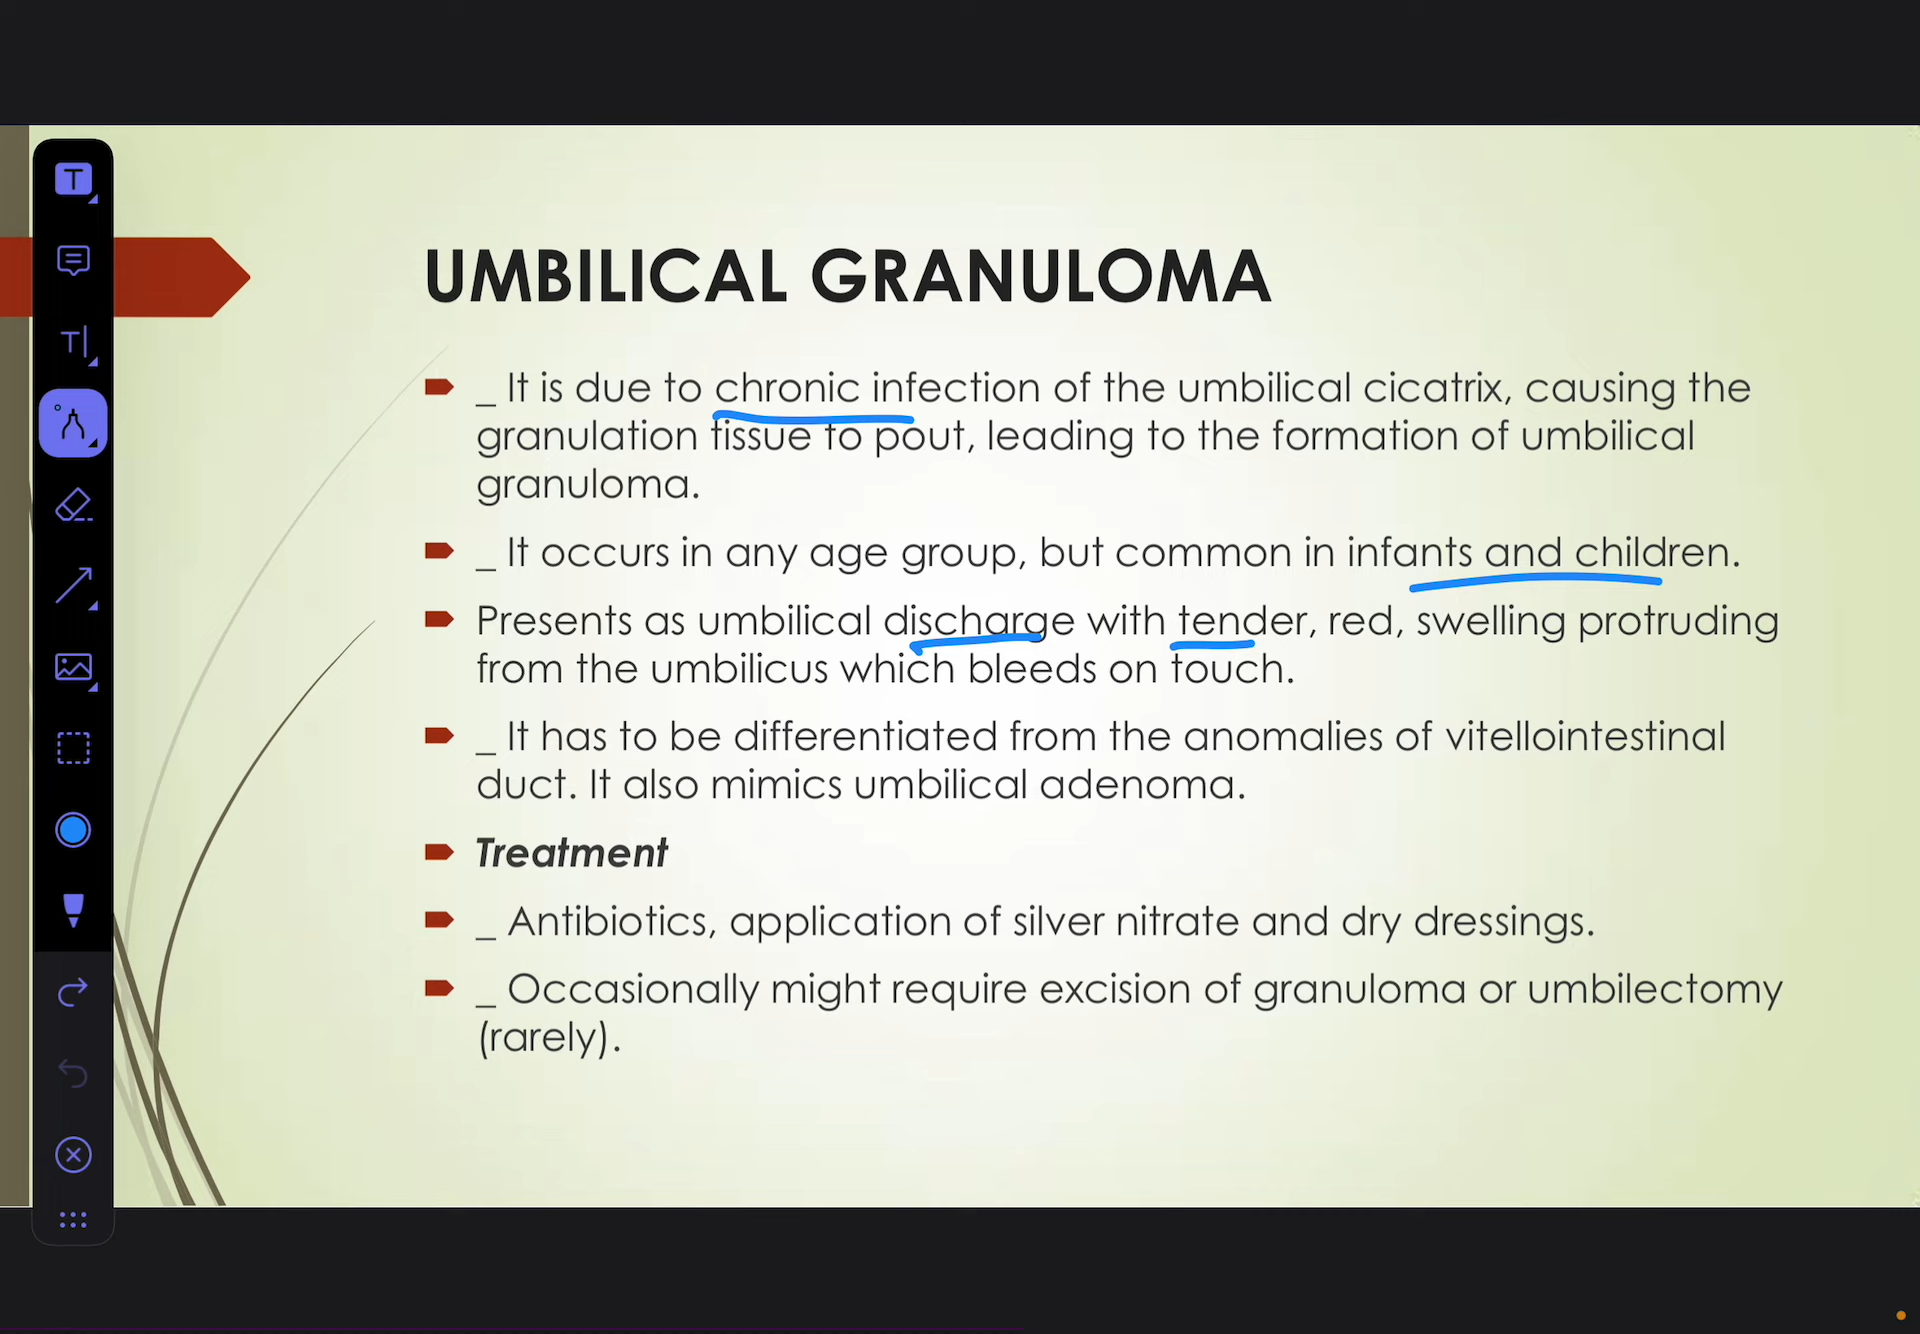 UMBILICAL GRANULOMA
_ It is due to chronic infection of the umbilical cicatrix, causing the
granulation tissue to pout, leading to the formation of umbilical
granuloma.
_ It occurs in any age group, but common in infants and children.
Presents as umbilical discharge with tender, red, swelling protruding
from the umbilicus which bleeds on touch.
_ It has to be differentiated from the anomalies of vitellointestinal
duct. It also mimics umbilical adenoma.
Treatment
_ Antibiotics, application of silver nitrate and dry dressings.
_ Occasionally might require excision of granuloma or umbilectomy
(rarely).